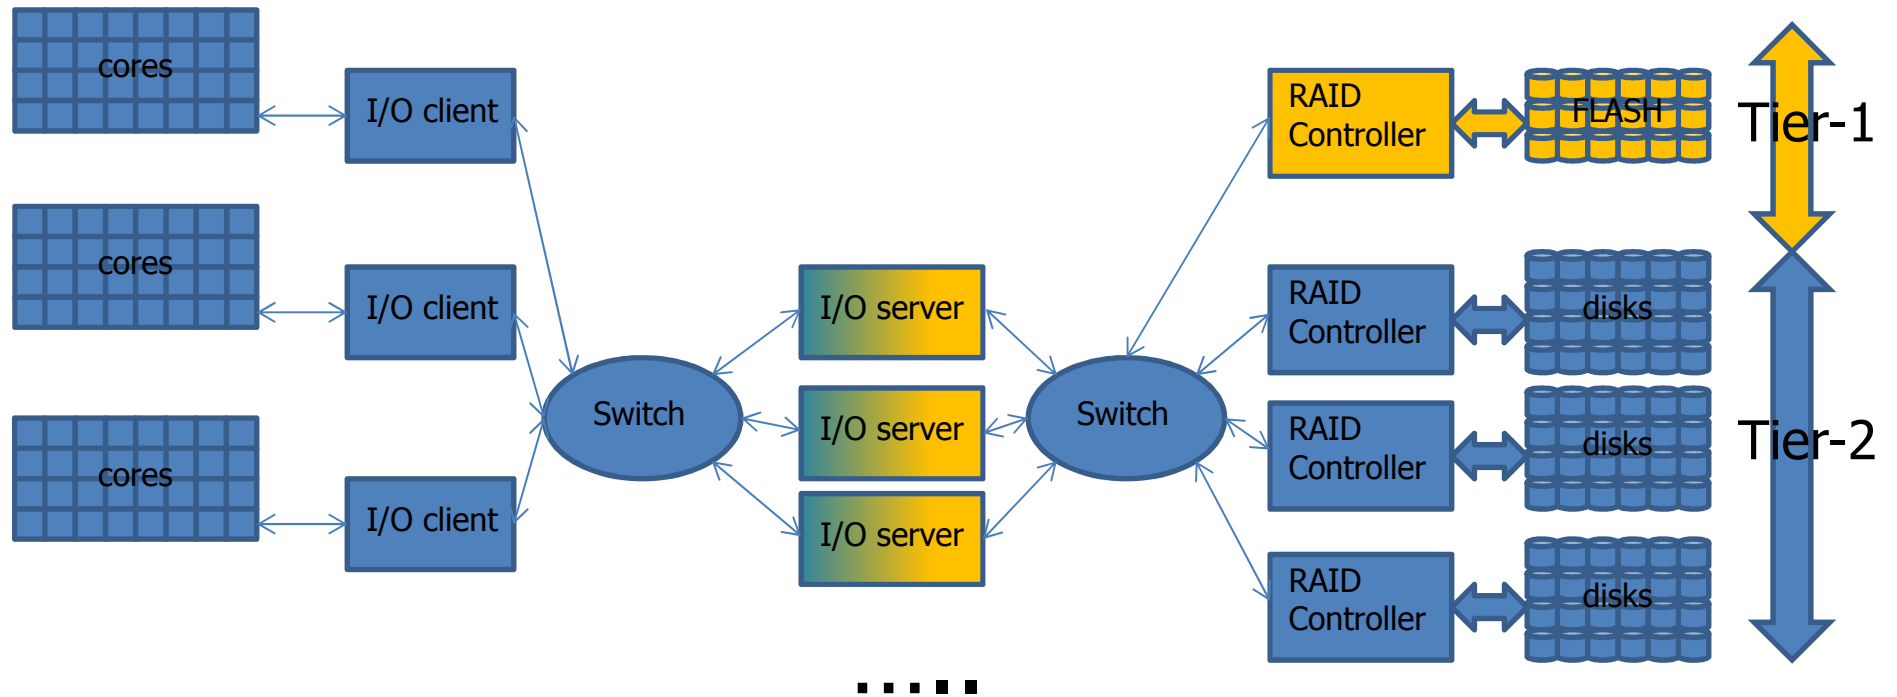 cores
I/O client
cores
I/O client
cores
I/O client
Switch
I/O server
I/O server
I/O server
Switch
RAID
Controller
FLASH
Tier-1
RAID
Controller
disks
RAID
Controller
disks
Tier-2
RAID
Controller
disks